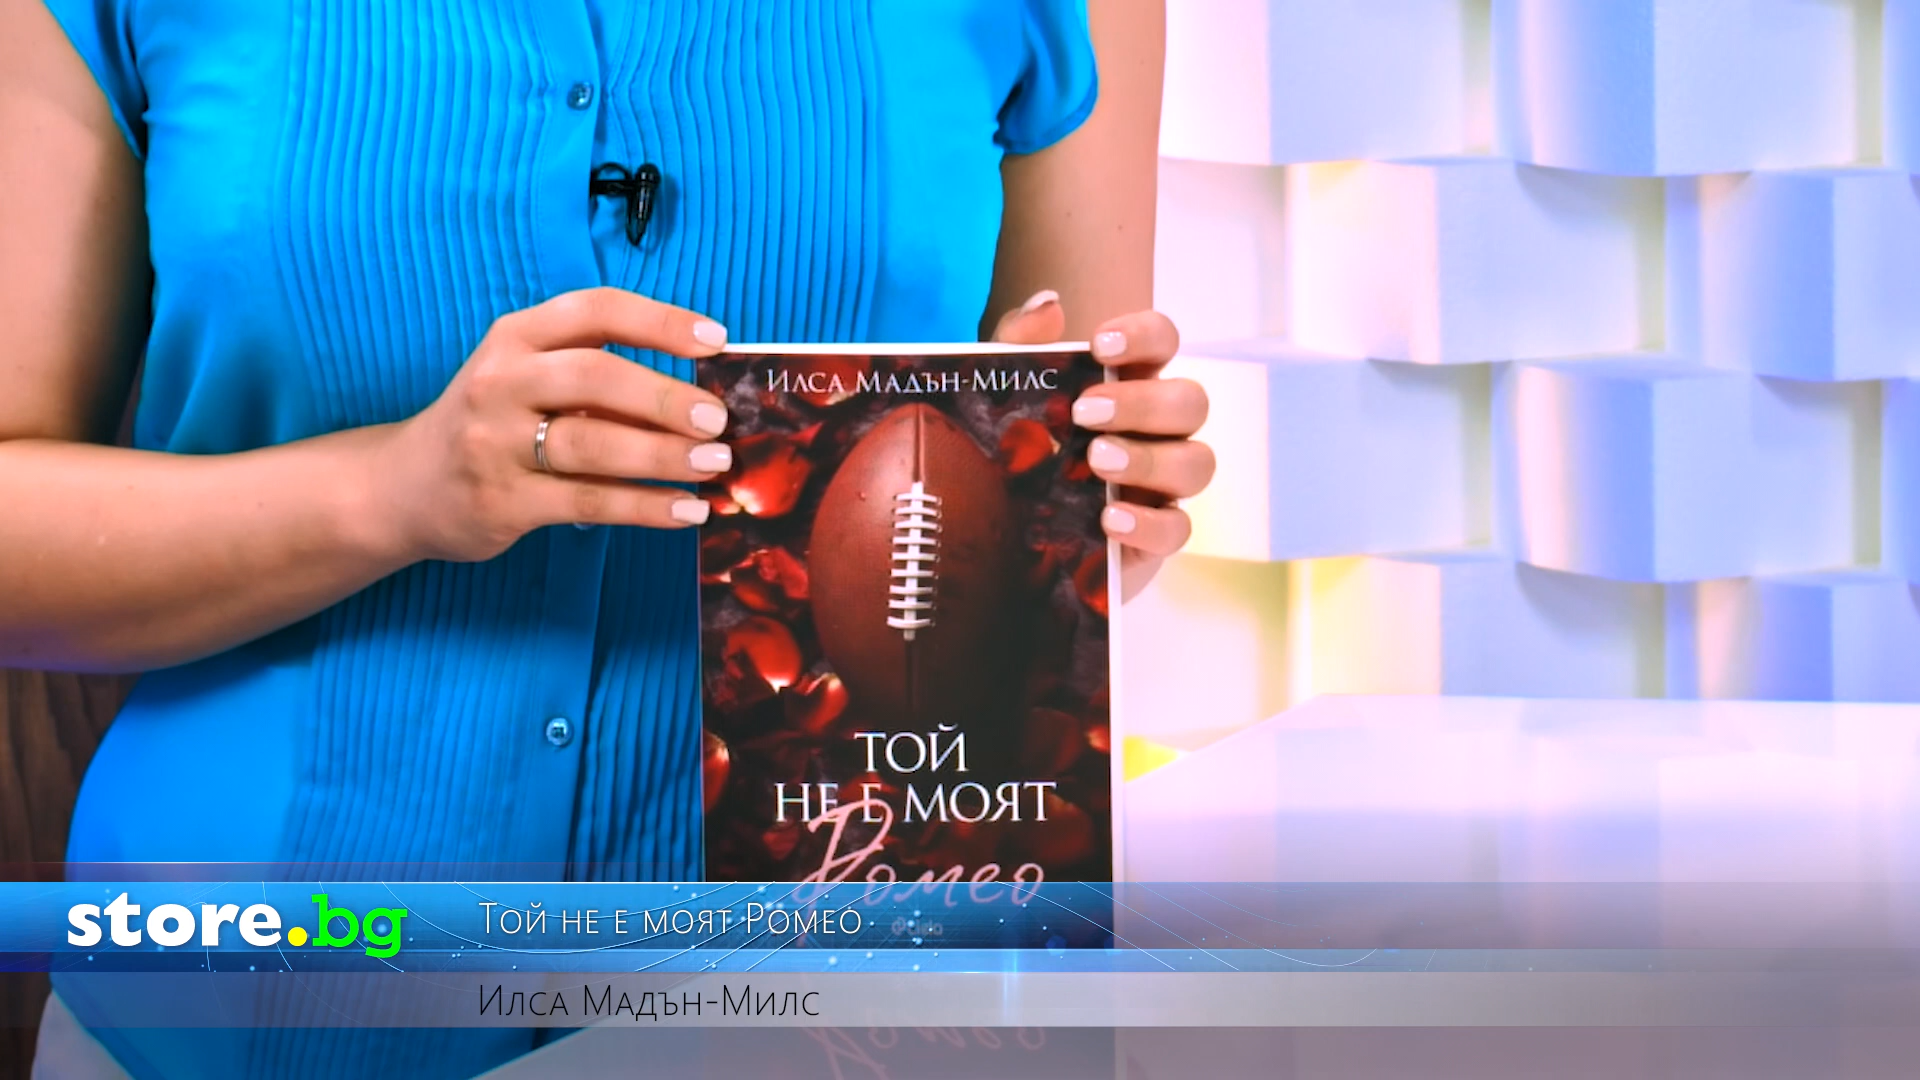 Илса Мадън-Милс
ТОЙ
НЕ Е МОЯТ
Ромео
store.bg
Той не е моят Ромео
Илса Мадън-Милс